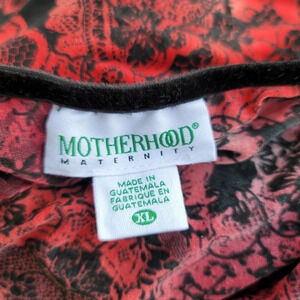 MOTHERHOOD®
MATERNITY
MADE IN
GUATEMALA
FABRIQUE EN
GUATEMALA
XL